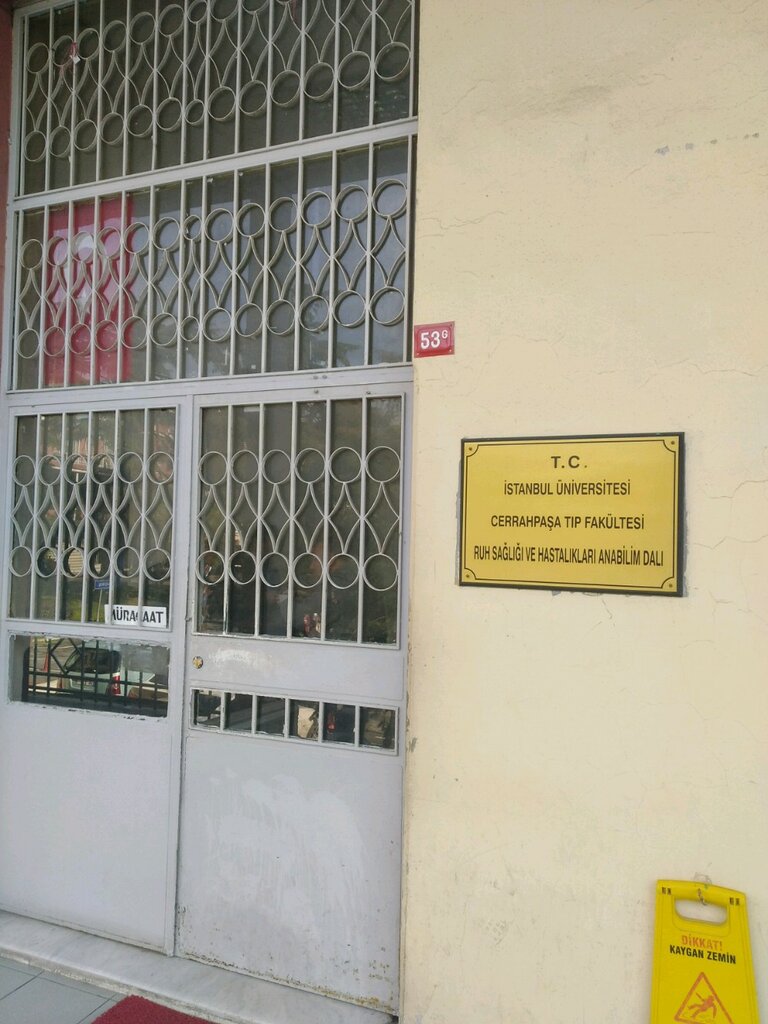 53G
T.C.
İSTANBUL ÜNİVERSİTESİ
CERRAHPAŞA TIP FAKÜLTESİ
RUH SAĞLIĞI VE HASTALIKLARI ANABİLİM DALI
MÜRACAAT
DİKKAT!
KAYGAN ZEMİN